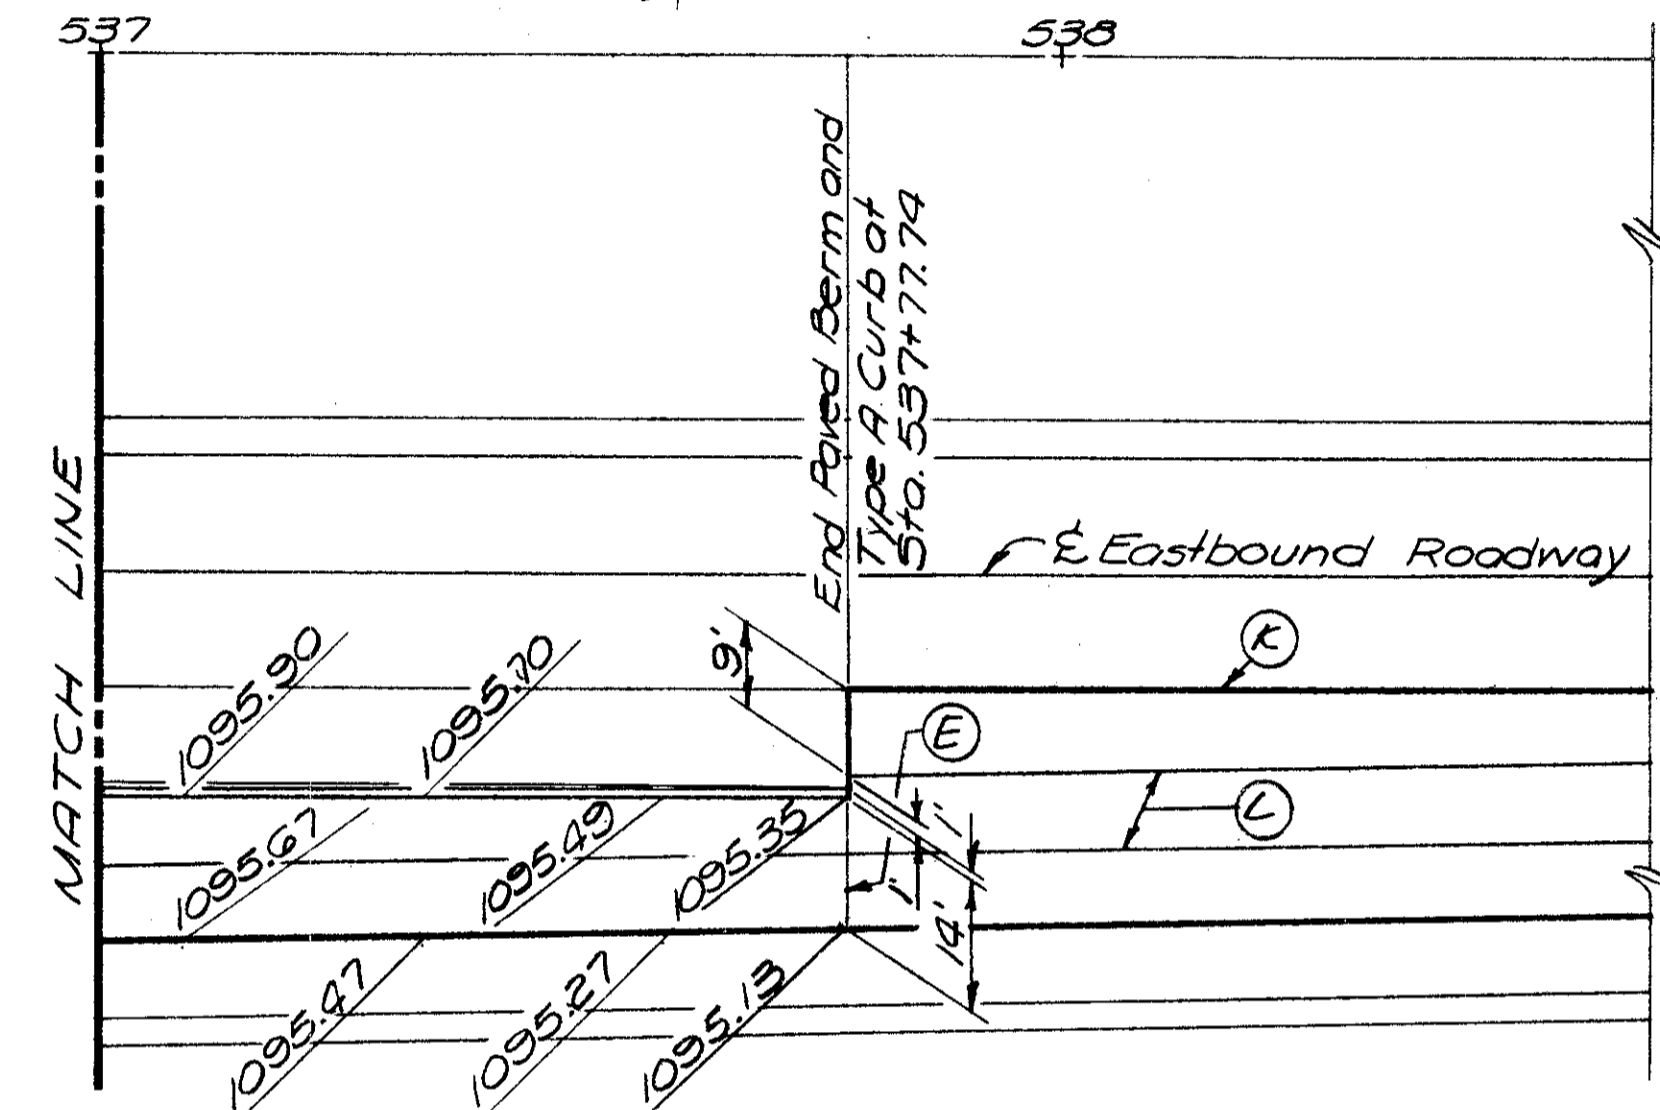 537
538
End Paved Berm and
Type A Curb at
Sta. 537+77.74
MATCH LINE
℄ Eastbound Roadway
K
9'
1095.90
1095.70
E
L
1'
1'
14'
1095.67
1095.49
1095.35
1095.47
1095.27
1095.13